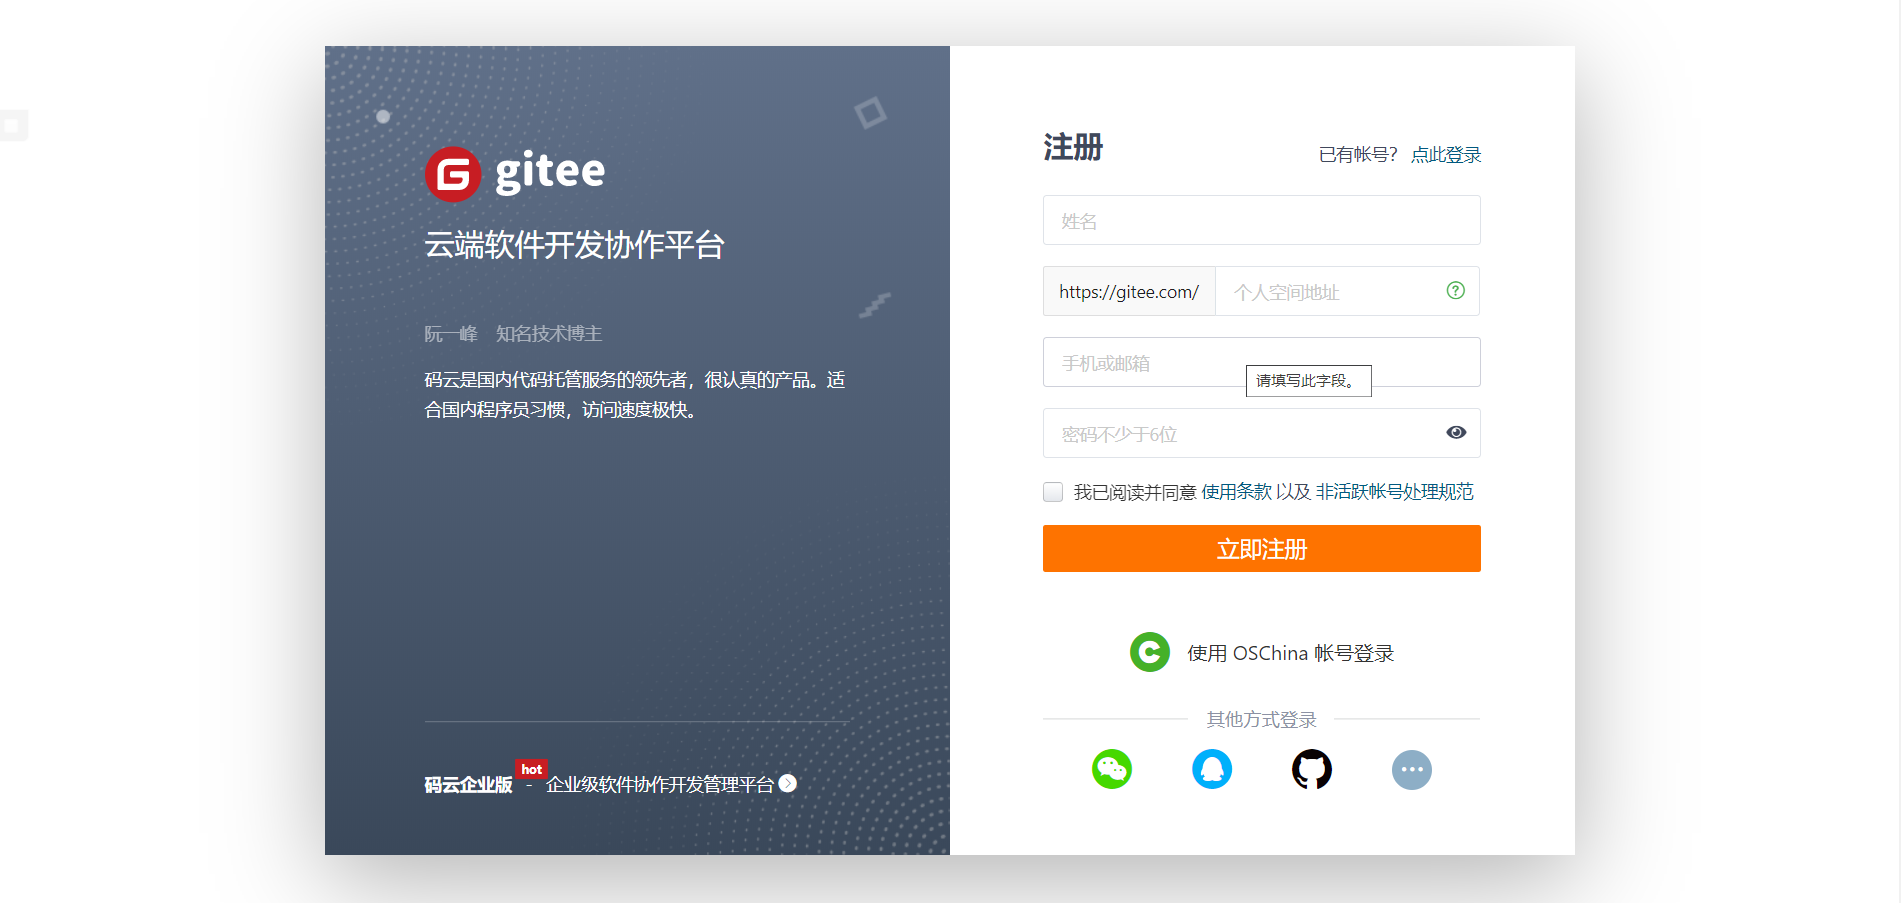 gitee
云端软件开发协作平台
阮一峰 知名技术博主
码云是国内代码托管服务的领先者，很认真的产品。适
合国内程序员习惯，访问速度极快。
码云企业版 hot - 企业级软件协作开发管理平台
注册
已有帐号？ 点此登录
姓名
https://gitee.com/ 个人空间地址
手机或邮箱
请填写此字段。
密码不少于6位
我已阅读并同意 使用条款 以及 非活跃帐号处理规范
立即注册
使用 OSChina 帐号登录
其他方式登录